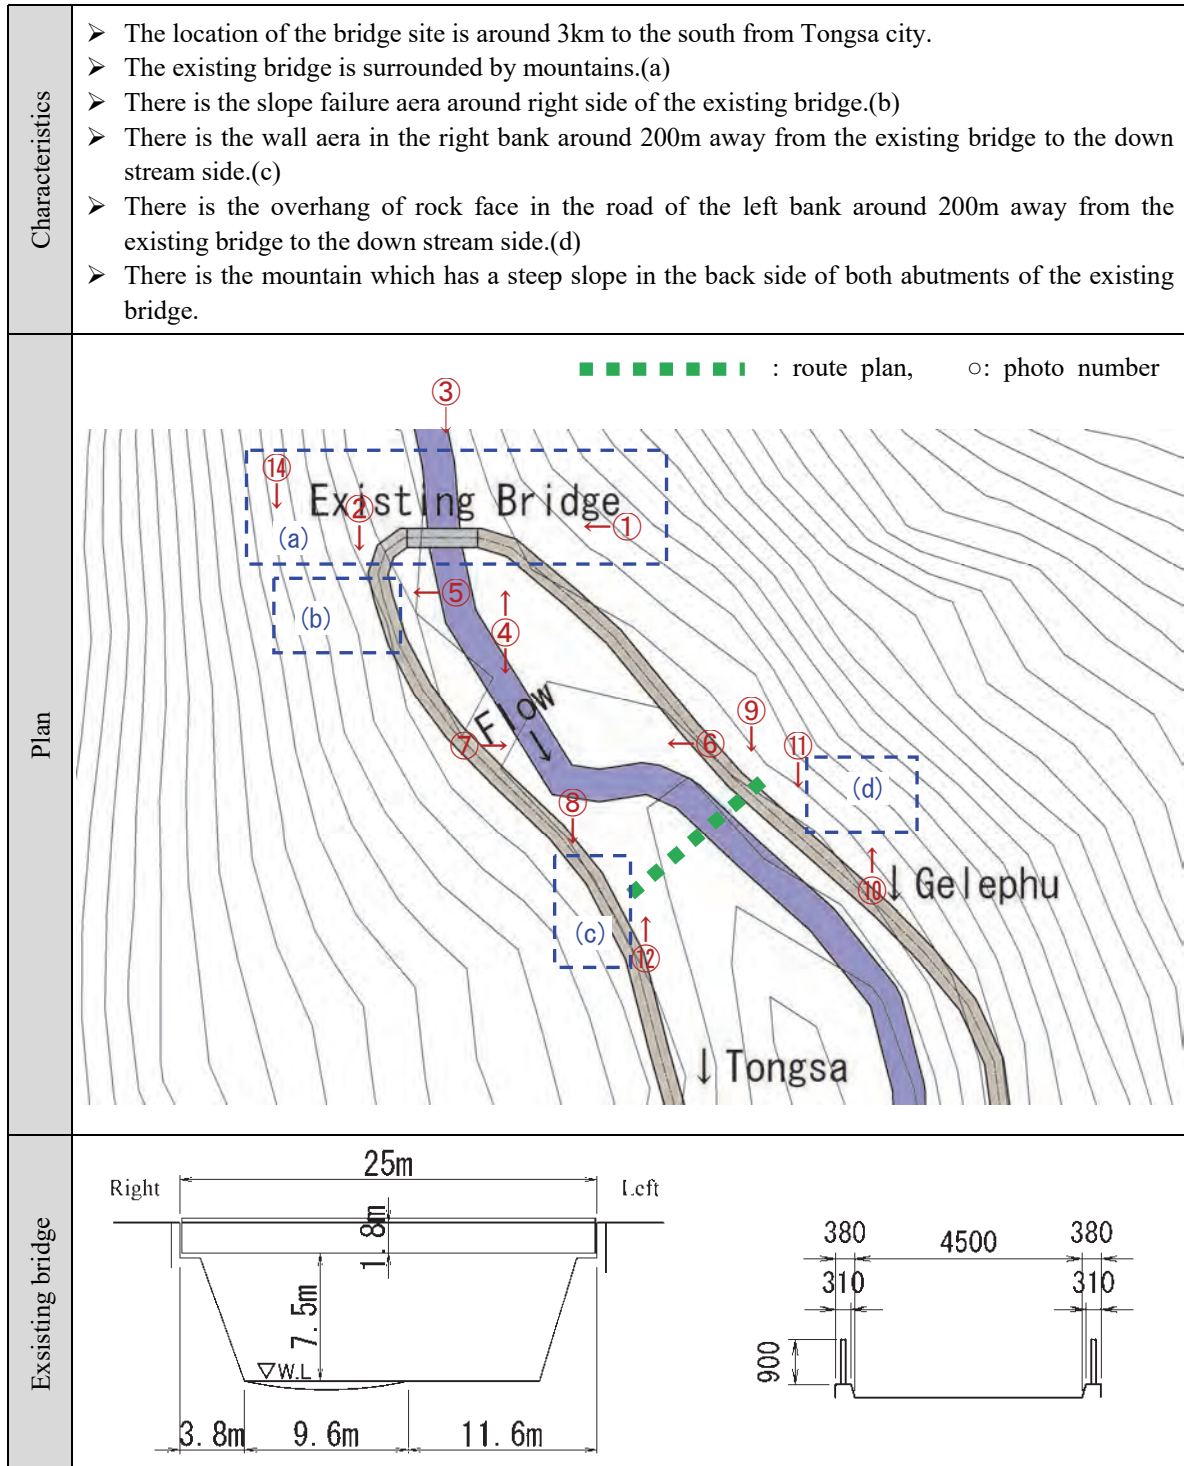 Characteristics
➢ The location of the bridge site is around 3km to the south from Tongsa city.
➢ The existing bridge is surrounded by mountains.(a)
➢ There is the slope failure aera around right side of the existing bridge.(b)
➢ There is the wall aera in the right bank around 200m away from the existing bridge to the down
stream side.(c)
➢ There is the overhang of rock face in the road of the left bank around 200m away from the
existing bridge to the down stream side.(d)
➢ There is the mountain which has a steep slope in the back side of both abutments of the existing
bridge.
Plan
: route plan, ○: photo number
③
⑭
Existing Bridge
②
①
(a)
⑤
(b)
④
Flow
⑦
⑥
⑨
⑪
(d)
⑧
⑩
Gelephu
(c)
⑫
Tongsa
Exsisting bridge
25m
Right
Left
1.8m
7.5m
▽W.L
3.8m
9.6m
11.6m
380
4500
380
310
310
900